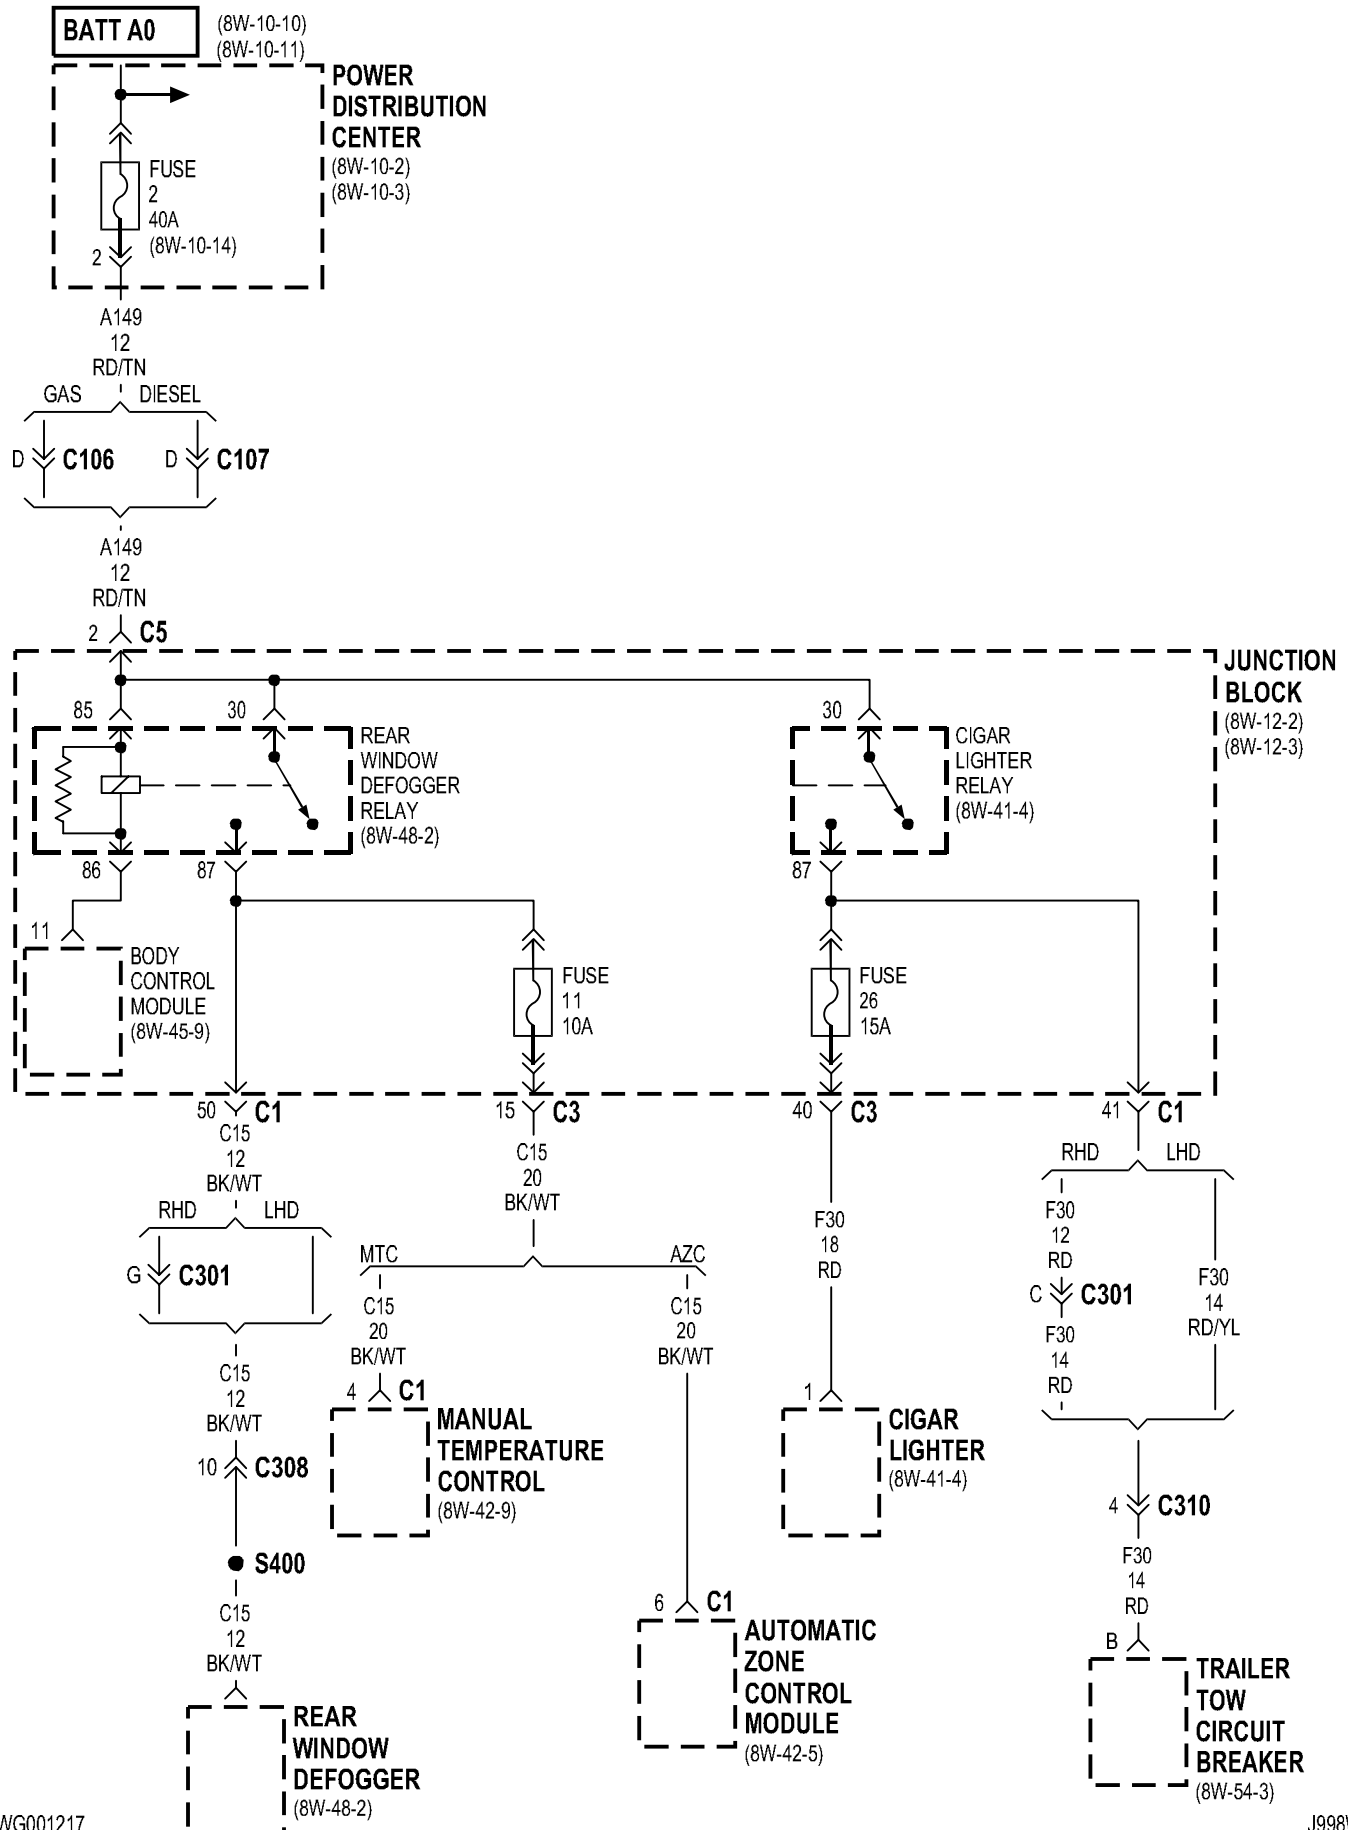 BATT A0
(8W-10-10)
(8W-10-11)
POWER
DISTRIBUTION
CENTER
(8W-10-2)
(8W-10-3)
FUSE
2
40A
(8W-10-14)
2
A149
12
RD/TN
GAS
DIESEL
D
C106
D
C107
A149
12
RD/TN
2
C5
JUNCTION
BLOCK
(8W-12-2)
(8W-12-3)
85
30
REAR
WINDOW
DEFOGGER
RELAY
(8W-48-2)
30
CIGAR
LIGHTER
RELAY
(8W-41-4)
86
87
87
11
BODY
CONTROL
MODULE
(8W-45-9)
FUSE
11
10A
FUSE
26
15A
50
C1
15
C3
40
C3
41
C1
C15
12
BK/WT
RHD
LHD
G
C301
C15
12
BK/WT
10
C308
S400
C15
12
BK/WT
REAR
WINDOW
DEFOGGER
(8W-48-2)
C15
20
BK/WT
MTC
AZC
C15
20
BK/WT
4
C1
MANUAL
TEMPERATURE
CONTROL
(8W-42-9)
C15
20
BK/WT
6
C1
AUTOMATIC
ZONE
CONTROL
MODULE
(8W-42-5)
F30
18
RD
1
CIGAR
LIGHTER
(8W-41-4)
RHD
LHD
F30
12
RD
C
C301
F30
14
RD
F30
14
RD/YL
4
C310
F30
14
RD
B
TRAILER
TOW
CIRCUIT
BREAKER
(8W-54-3)
WG001217